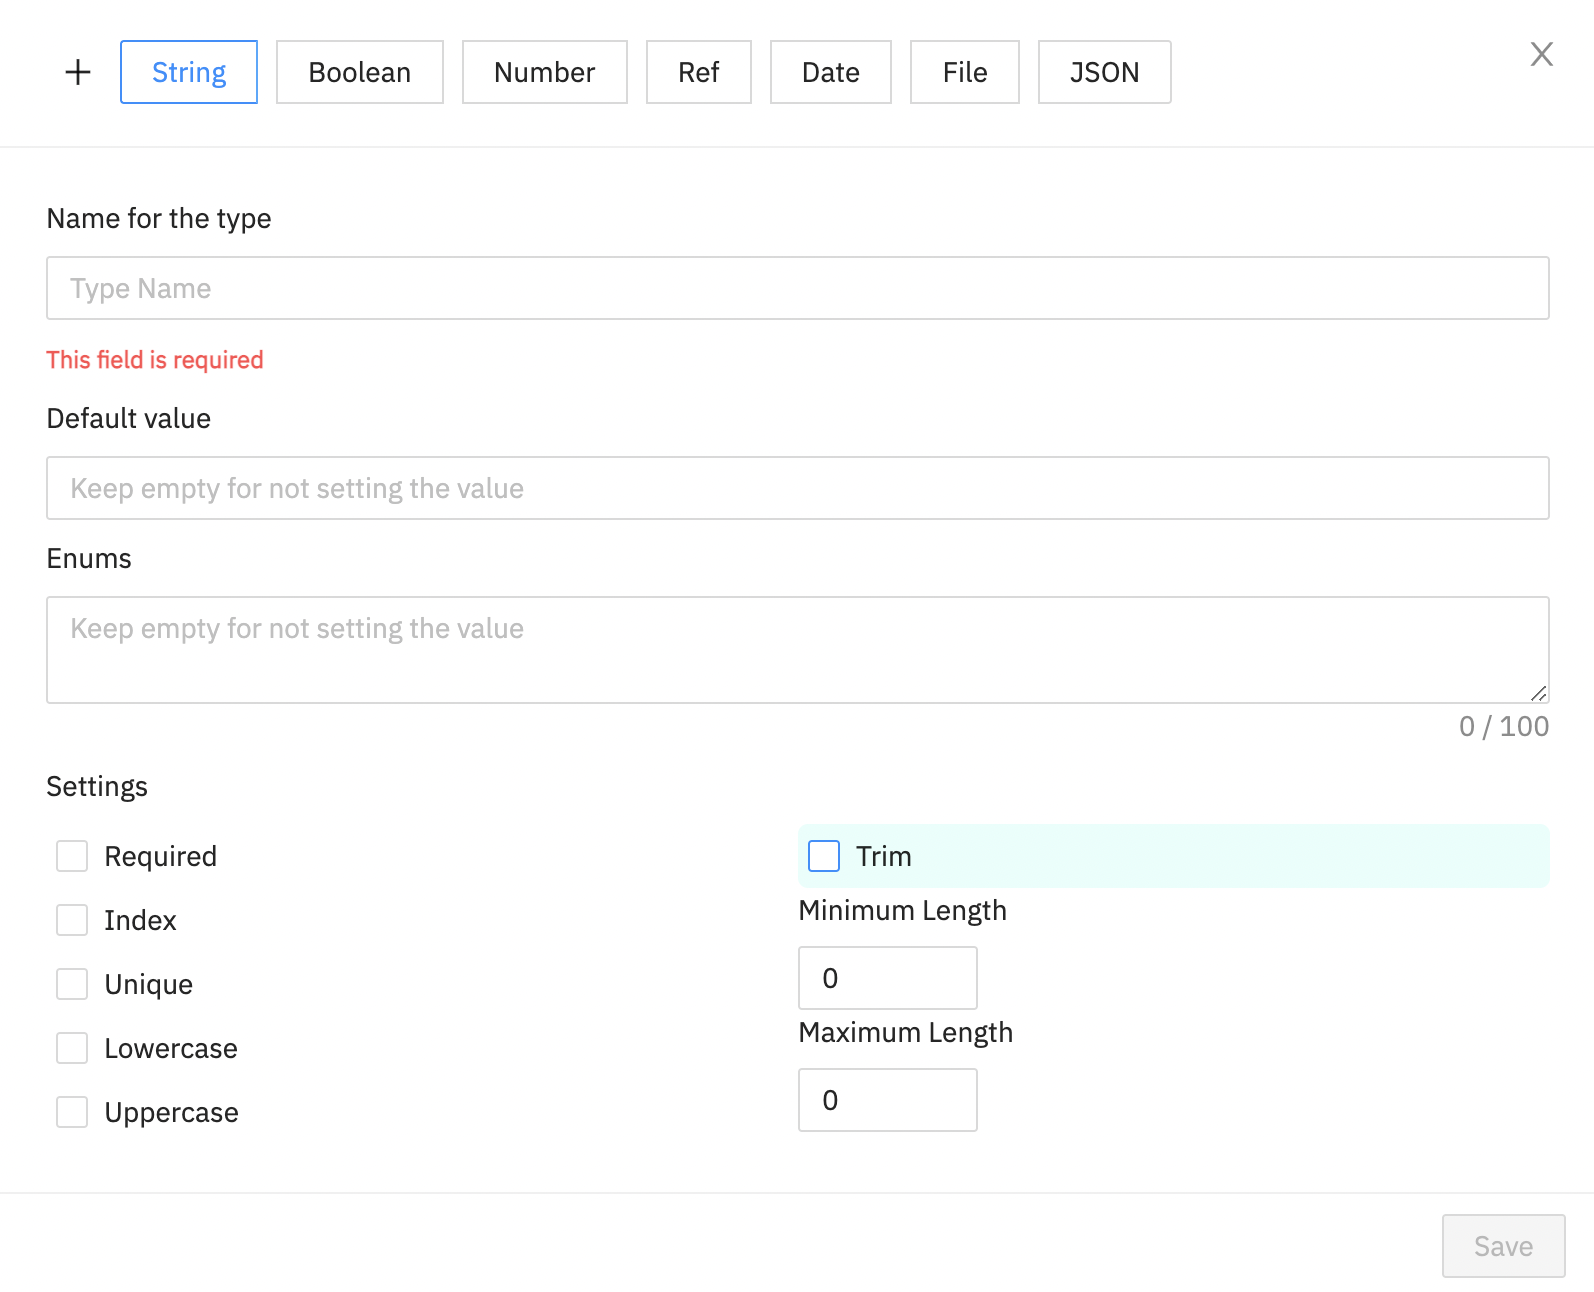 String Boolean Number Ref Date File JSON
Name for the type
Type Name
This field is required
Default value
Keep empty for not setting the value
Enums
Keep empty for not setting the value
0 / 100
Settings
Required
Index
Unique
Lowercase
Uppercase
Trim
Minimum Length
0
Maximum Length
0
Save